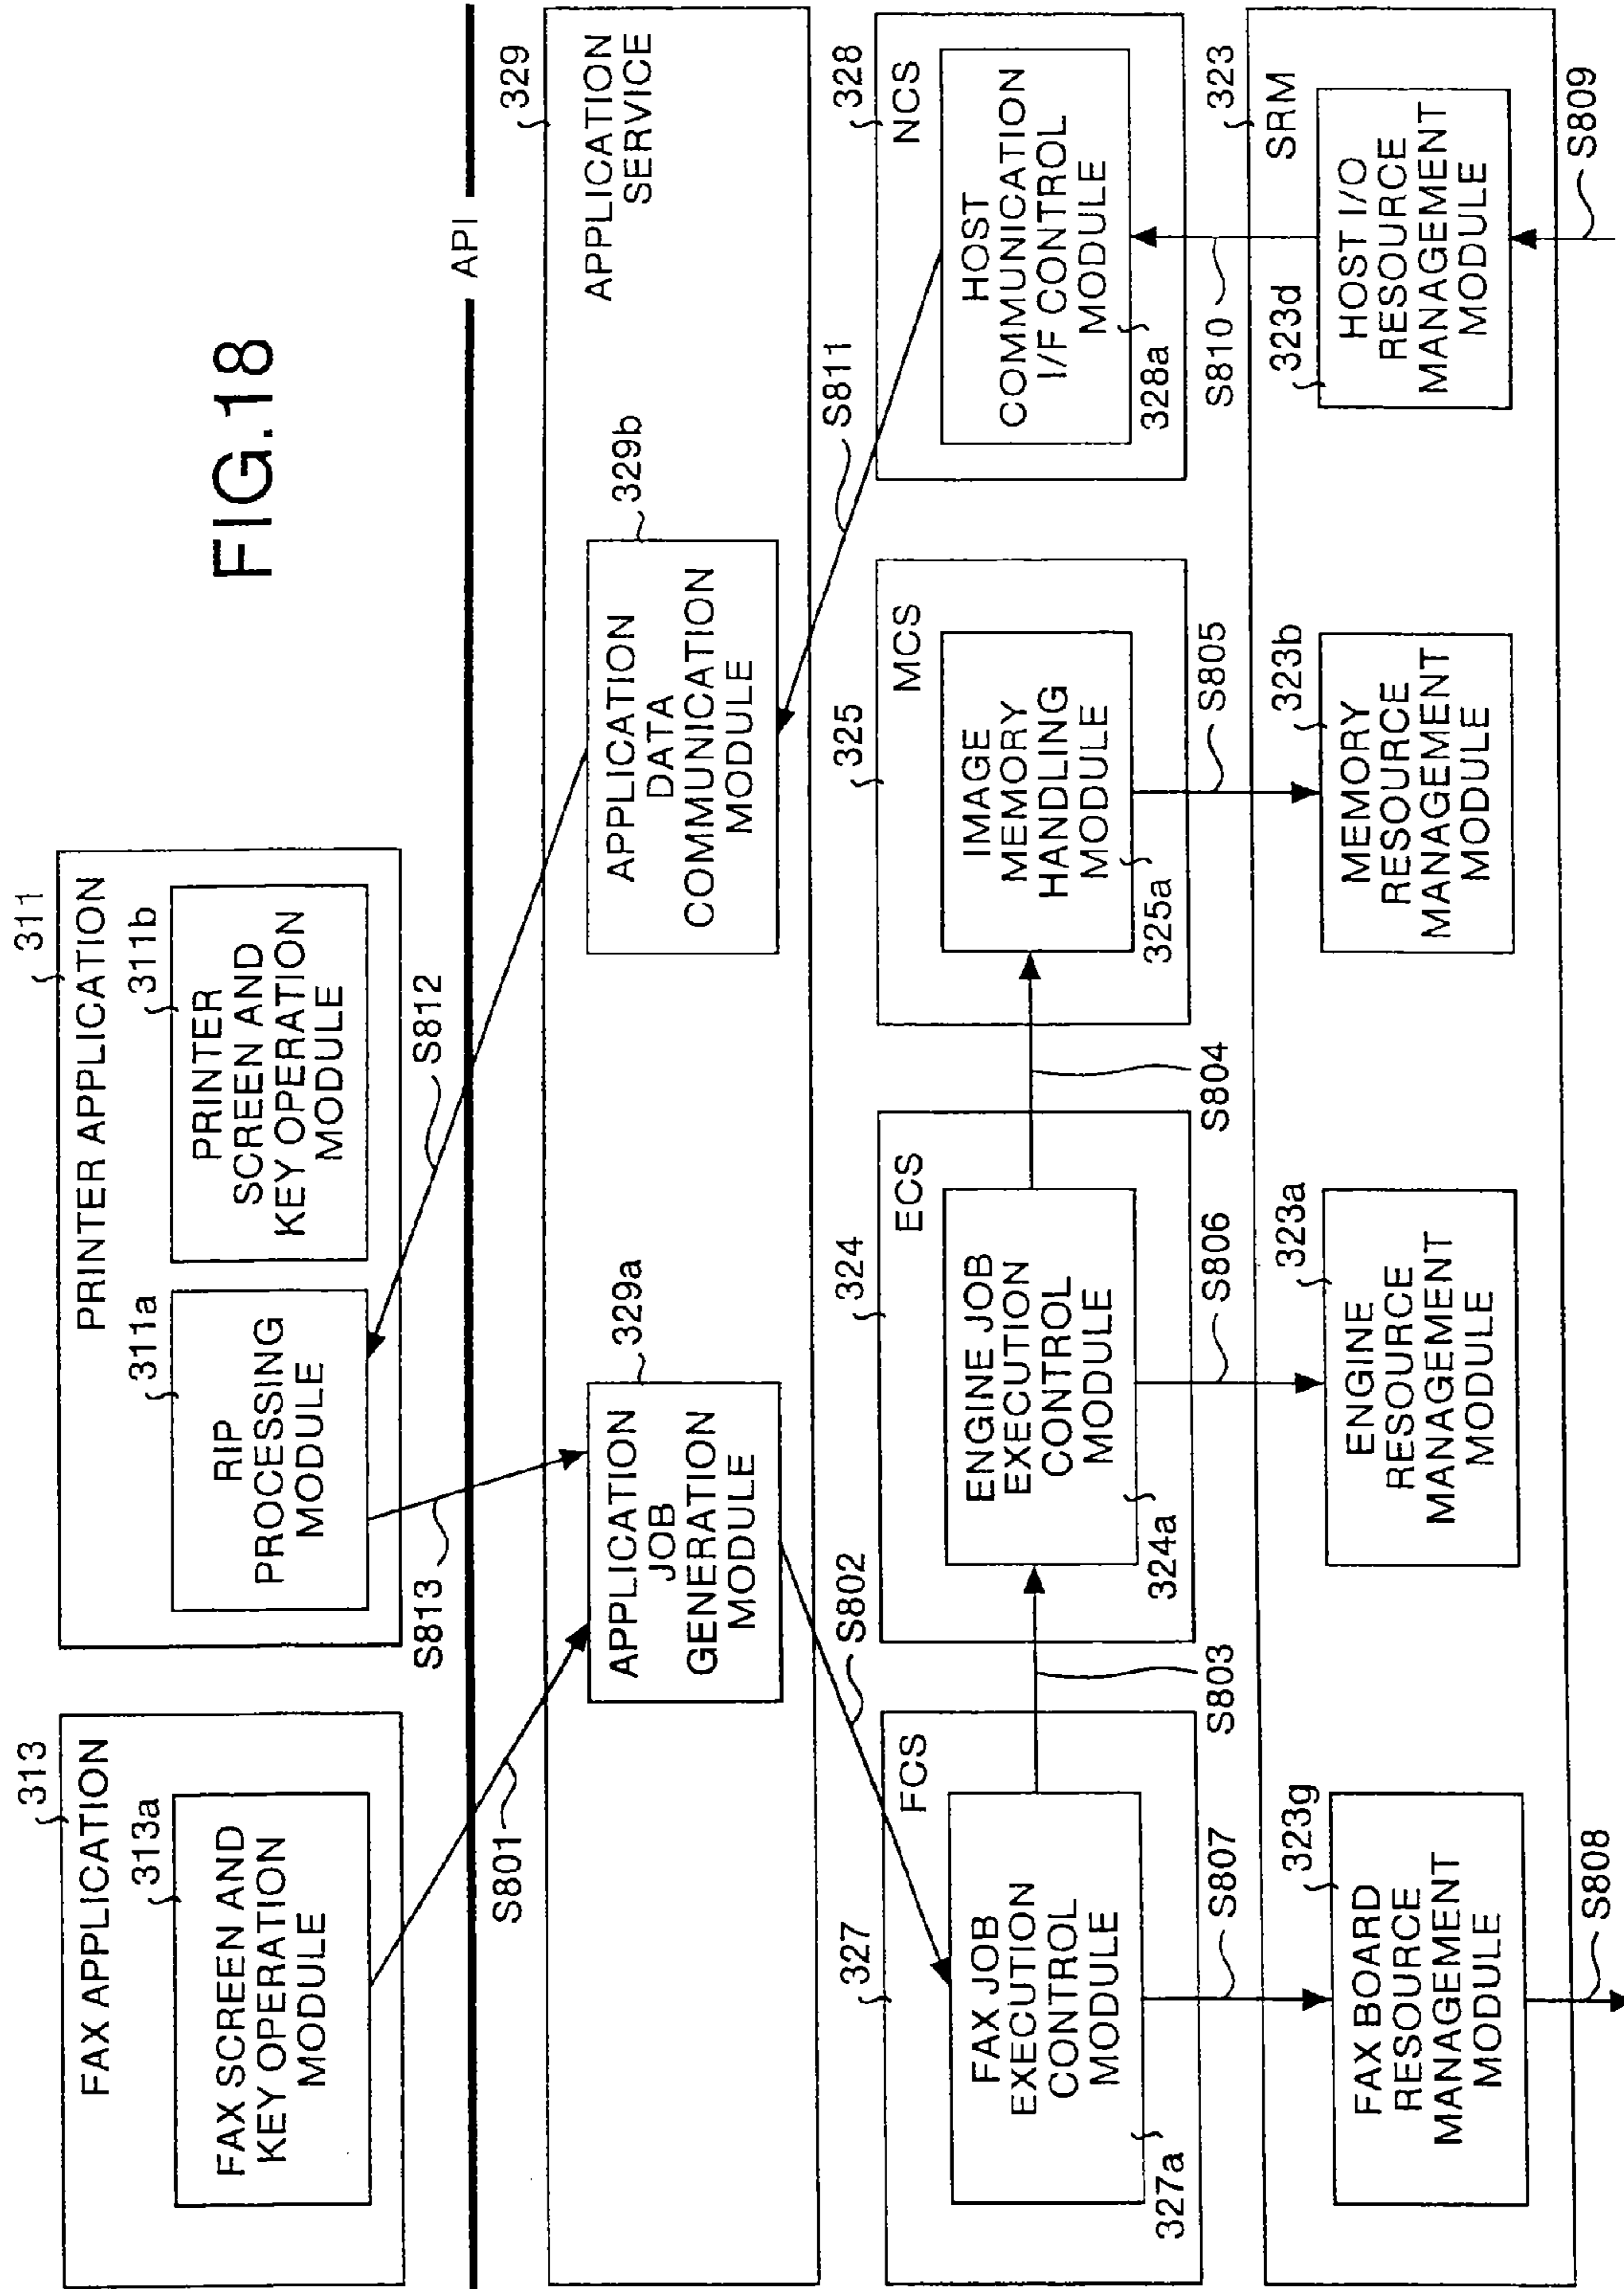 FIG.18
313
FAX APPLICATION
313a
FAX SCREEN AND
KEY OPERATION
MODULE
311
PRINTER APPLICATION
311a
RIP
PROCESSING
MODULE
311b
PRINTER
SCREEN AND
KEY OPERATION
MODULE
S801
S813
S812
API
329
APPLICATION
SERVICE
329a
APPLICATION
JOB
GENERATION
MODULE
329b
APPLICATION
DATA
COMMUNICATION
MODULE
S802
S811
327
FCS
FAX JOB
EXECUTION
CONTROL
MODULE
327a
S803
324
ECS
ENGINE JOB
EXECUTION
CONTROL
MODULE
324a
S804
325
MCS
IMAGE
MEMORY
HANDLING
MODULE
325a
328
NCS
HOST
COMMUNICATION
I/F CONTROL
MODULE
328a
S807
S806
S805
S810
323
SRM
323g
FAX BOARD
RESOURCE
MANAGEMENT
MODULE
323a
ENGINE
RESOURCE
MANAGEMENT
MODULE
323b
MEMORY
RESOURCE
MANAGEMENT
MODULE
323d
HOST I/O
RESOURCE
MANAGEMENT
MODULE
S808
S809